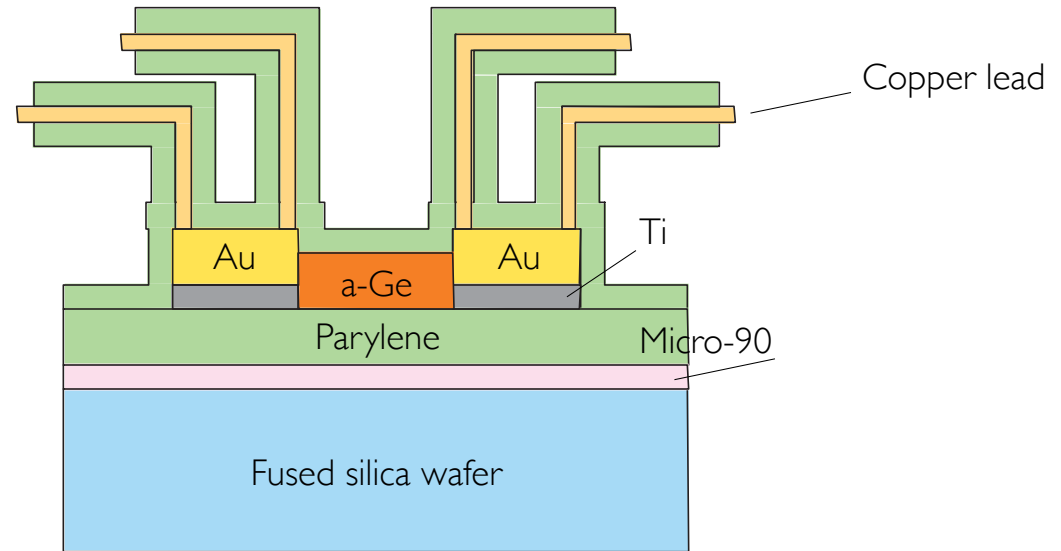 Copper lead
Ti
Au
Au
a-Ge
Parylene
Micro-90
Fused silica wafer